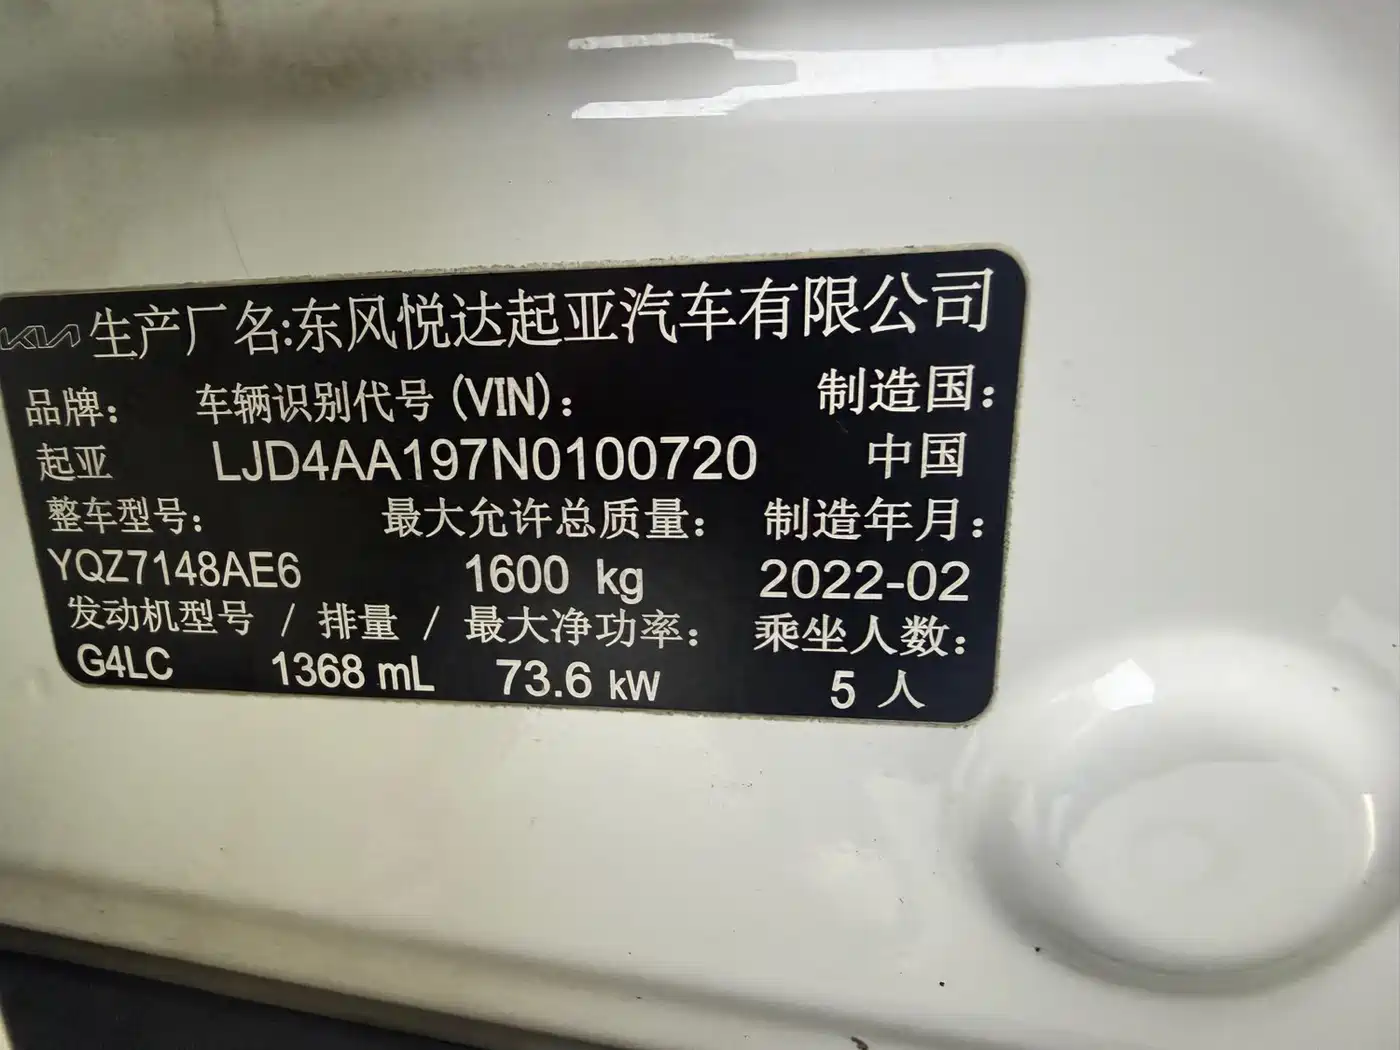 KIA 生产厂名:东风悦达起亚汽车有限公司
品牌: 车辆识别代号(VIN): 制造国:
起亚 LJD4AA197N0100720 中国
整车型号: 最大允许总质量: 制造年月:
YQZ7148AE6 1600 kg 2022-02
发动机型号 / 排量 / 最大净功率: 乘坐人数:
G4LC 1368 mL 73.6 kW 5 人